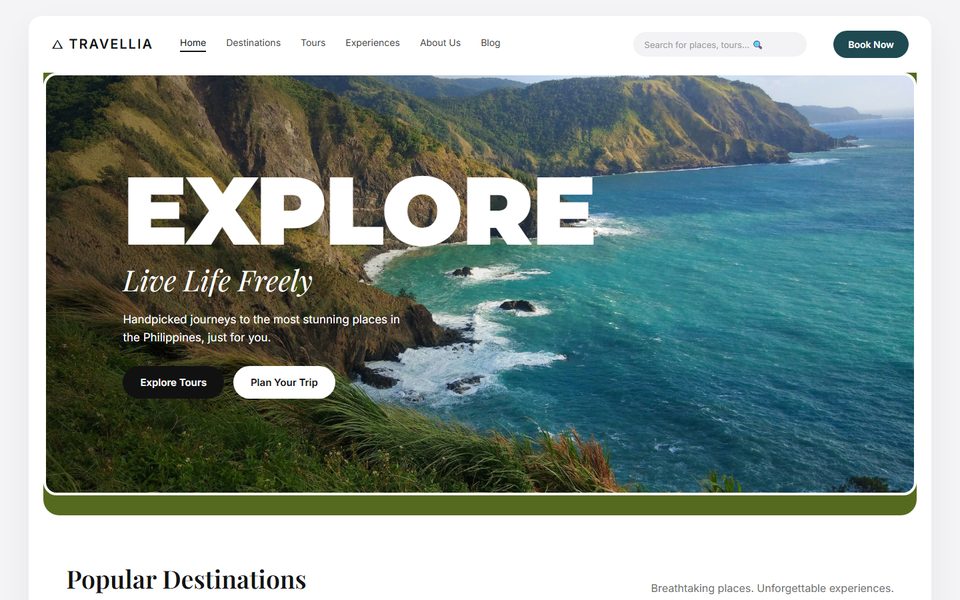 TRAVELLIA
Home
Destinations
Tours
Experiences
About Us
Blog
Search for places, tours...
Book Now
EXPLORE
Live Life Freely
Handpicked journeys to the most stunning places in
the Philippines, just for you.
Explore Tours
Plan Your Trip
Popular Destinations
Breathtaking places. Unforgettable experiences.